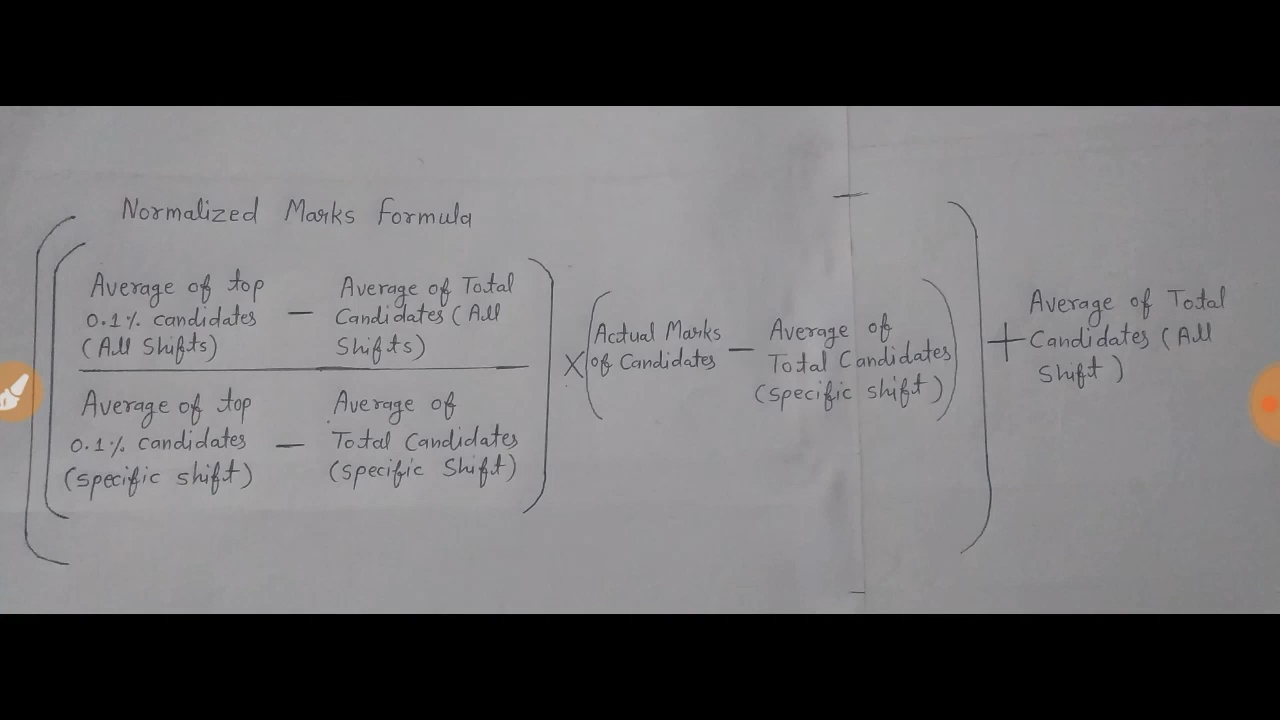 Normalized Marks Formula
Average of top
0.1% candidates
(All Shifts)
—
Average of Total
Candidates (All
Shifts)
Average of top
0.1% candidates
(specific shift)
—
Average of
Total Candidates
(specific Shift)
×
Actual Marks
of Candidates
—
Average of
Total Candidates
(specific shift)
+
Average of Total
Candidates (All
Shift)